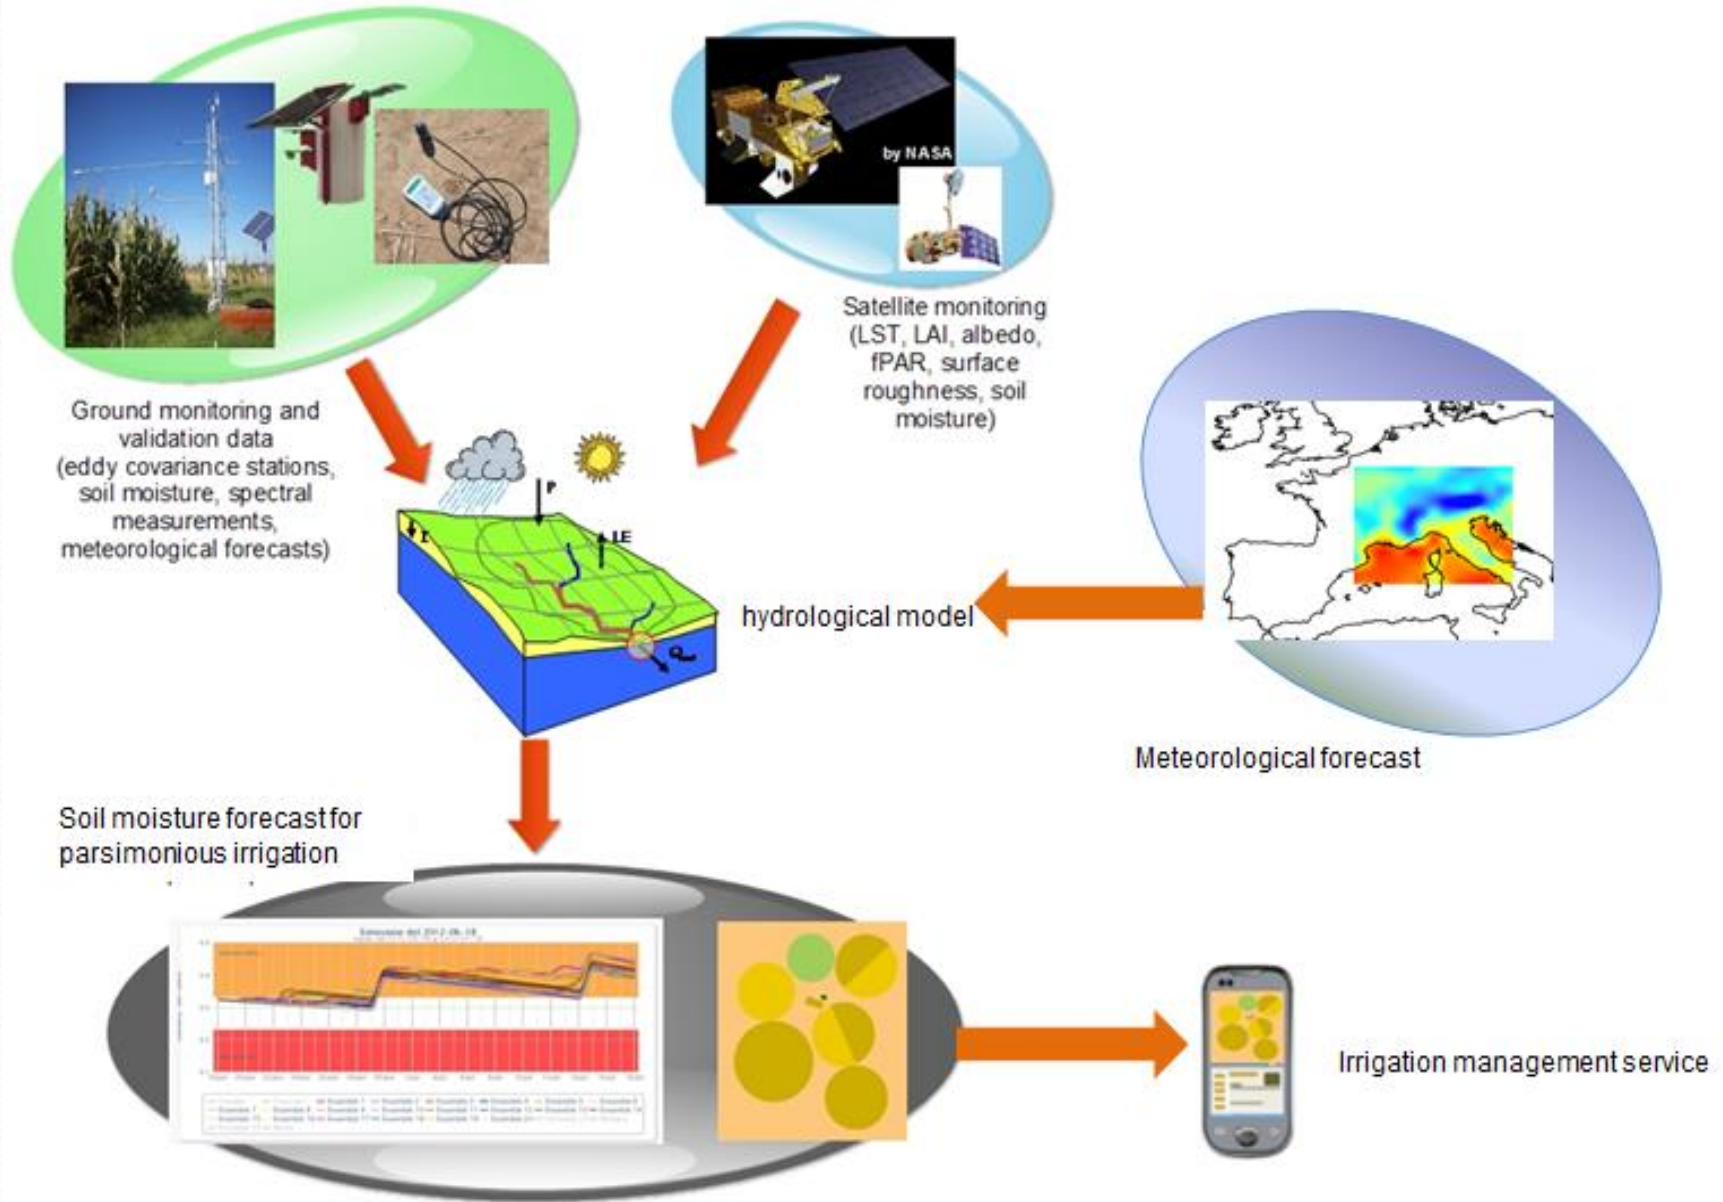 by NASA
Satellite monitoring
(LST, LAI, albedo,
fPAR, surface
roughness, soil
moisture)
Ground monitoring and
validation data
(eddy covariance stations,
soil moisture, spectral
measurements,
meteorological forecasts)
P
I
LE
Q
hydrological model
Meteorological forecast
Soil moisture forecast for
parsimonious irrigation
Irrigation management service